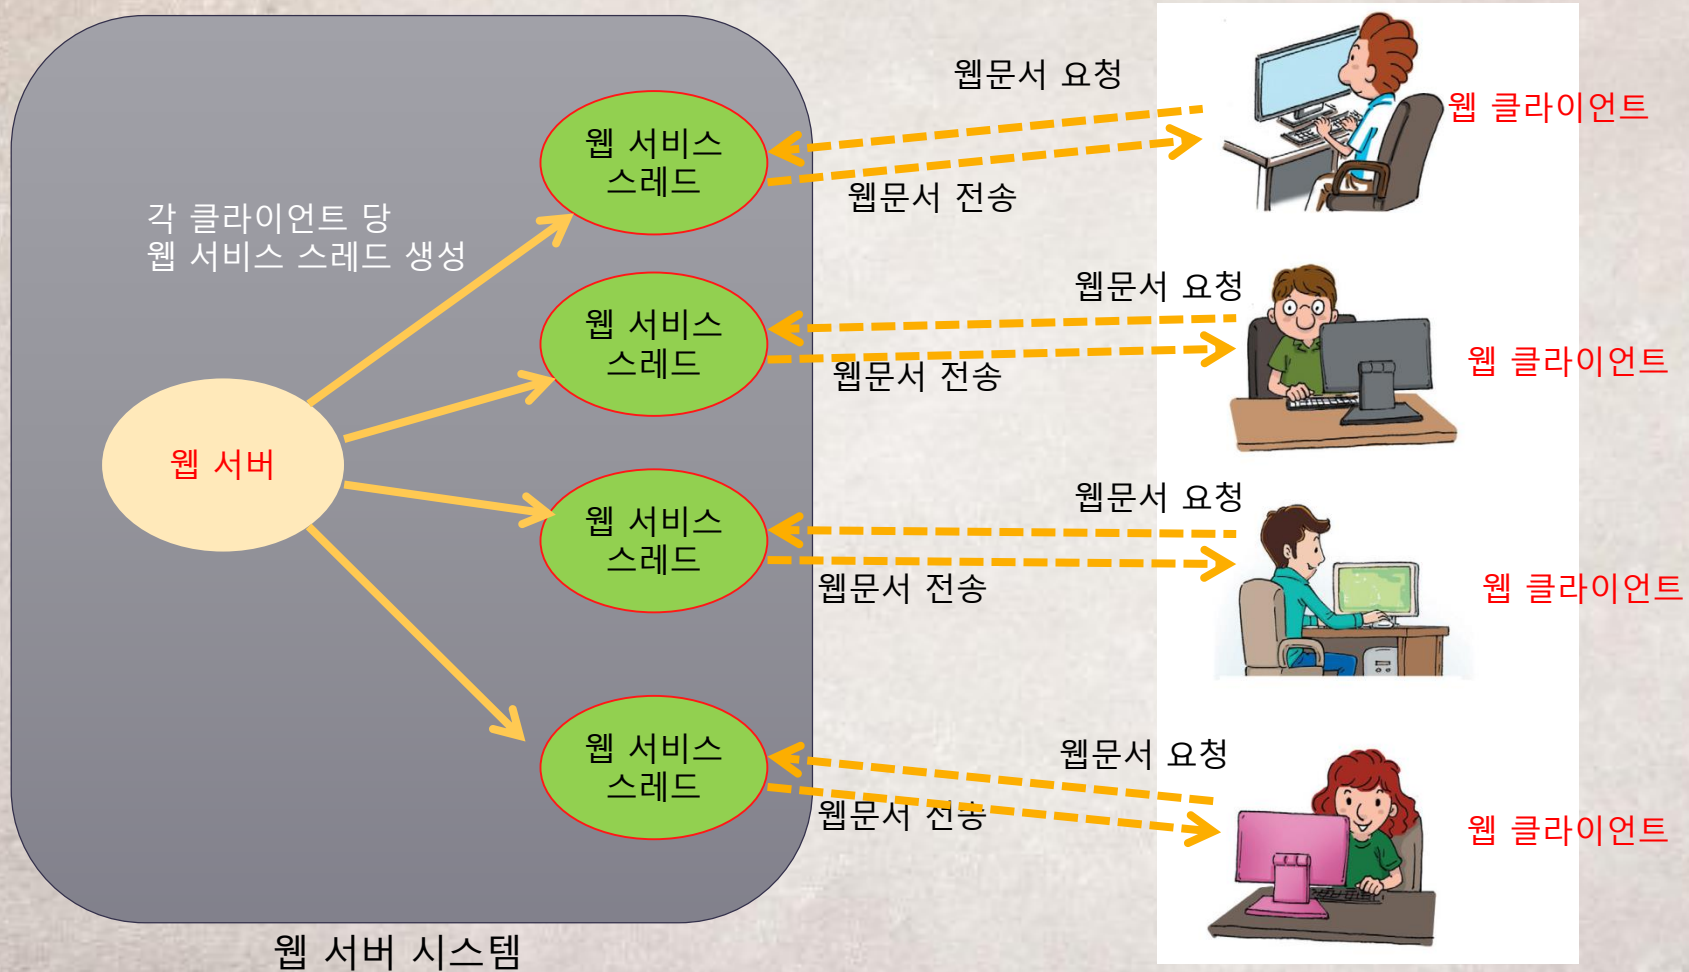 웹문서 요청
웹 클라이언트
웹 서비스
스레드
웹문서 전송
각 클라이언트 당
웹 서비스 스레드 생성
웹문서 요청
웹 서비스
스레드
웹 클라이언트
웹문서 전송
웹 서버
웹문서 요청
웹 서비스
스레드
웹 클라이언트
웹문서 전송
웹문서 요청
웹 서비스
스레드
웹문서 전송
웹 클라이언트
웹 서버 시스템